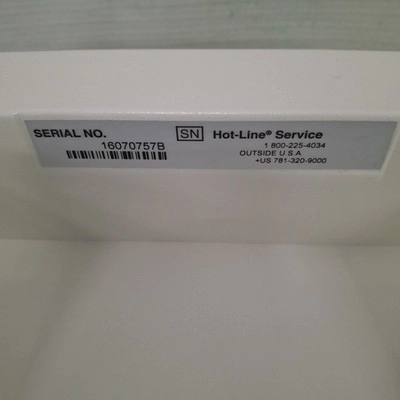 SERIAL NO. SN Hot-Line® Service
16070757B 1 800-225-4034
OUTSIDE U.S.A
+US 781-320-9000